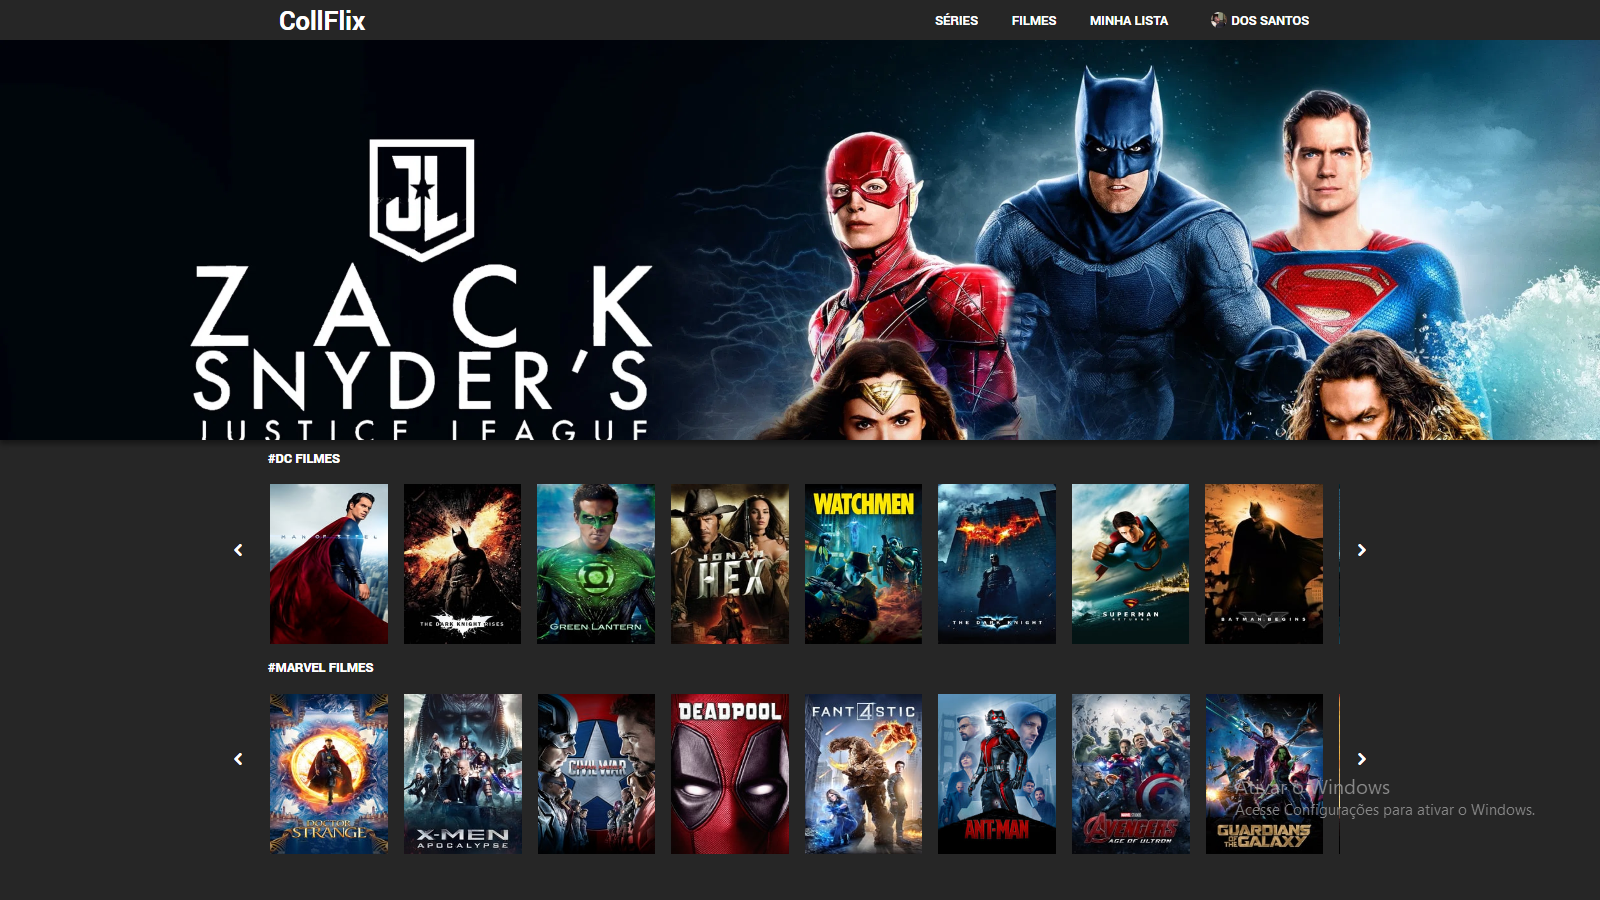 CollFlix
SÉRIES FILMES MINHA LISTA DOS SANTOS
JL
ZACK
SNYDER'S
JUSTICE LEAGUE
#DC FILMES
MAN OF STEEL
THE DARK KNIGHT RISES
GREEN LANTERN
JONAH
HEX
WATCHMEN
THE DARK KNIGHT
SUPERMAN
RETURNS
BATMAN BEGINS
#MARVEL FILMES
DOCTOR
STRANGE
X-MEN
APOCALYPSE
CIVIL WAR
DEADPOOL
FANT4STIC
ANT-MAN
AVENGERS
AGE OF ULTRON
GUARDIANS
OF THE GALAXY
Ativar o Windows
Acesse Configurações para ativar o Windows.